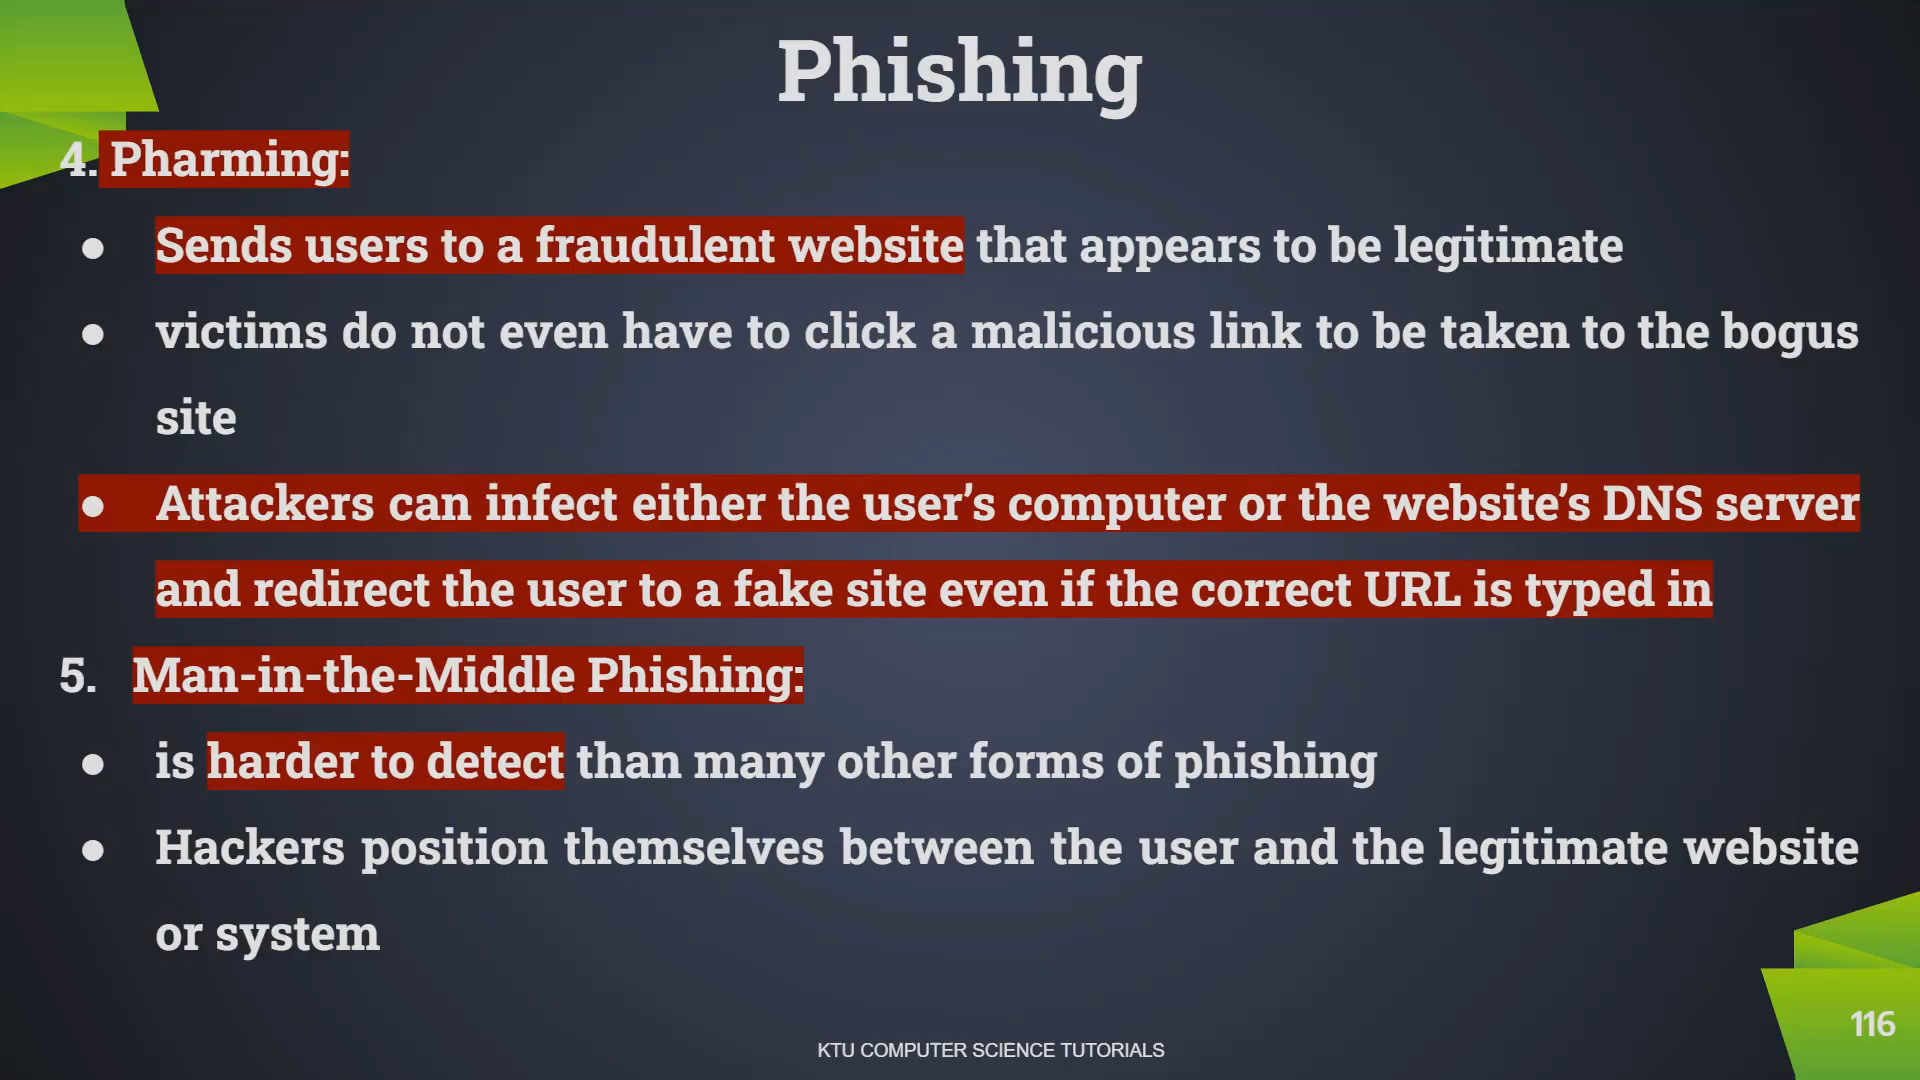 Phishing
4. Pharming:
● Sends users to a fraudulent website that appears to be legitimate
● victims do not even have to click a malicious link to be taken to the bogus
site
● Attackers can infect either the user’s computer or the website’s DNS server
and redirect the user to a fake site even if the correct URL is typed in
5. Man-in-the-Middle Phishing:
● is harder to detect than many other forms of phishing
● Hackers position themselves between the user and the legitimate website
or system
116
KTU COMPUTER SCIENCE TUTORIALS